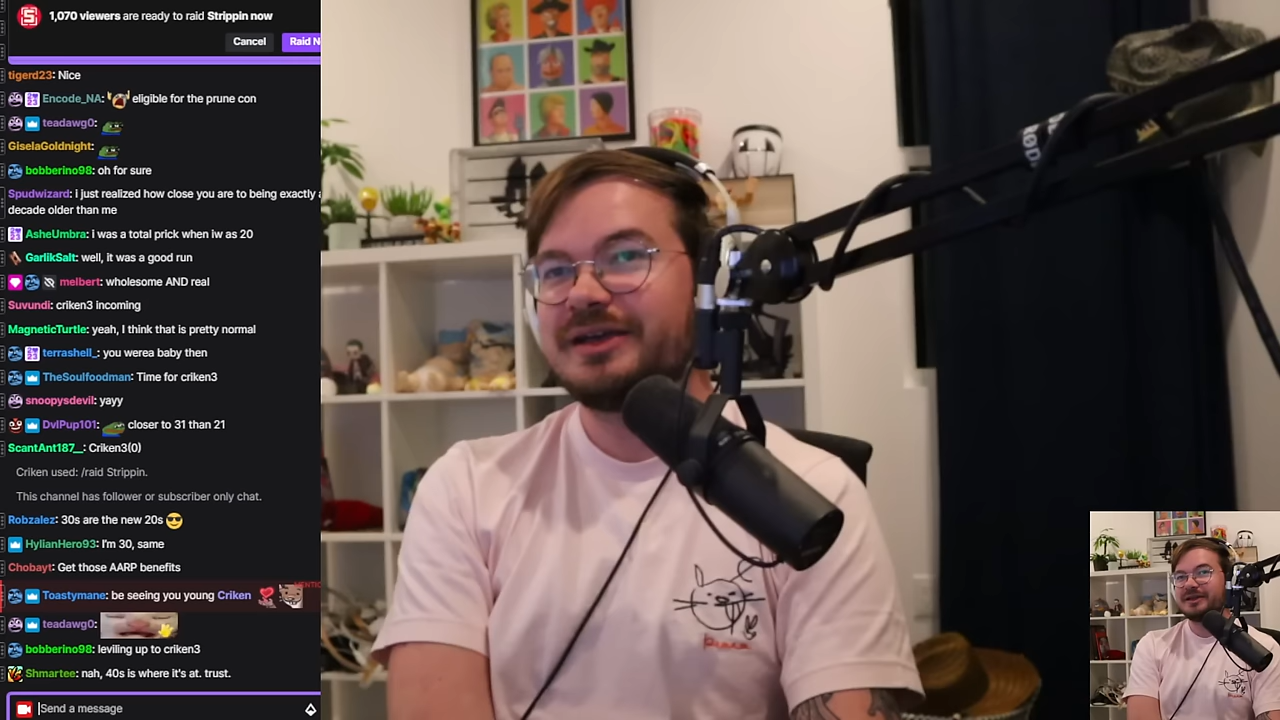 1,070 viewers are ready to raid Strippin now
Cancel
Raid N
tigerd23: Nice
Encode_NA: eligible for the prune con
teadawg0:
GiselaGoldnight:
bobberino98: oh for sure
Spudwizard: i just realized how close you are to being exactly a
decade older than me
AsheUmbra: i was a total prick when iw as 20
GarlikSalt: well, it was a good run
melbert: wholesome AND real
Suvundi: criken3 incoming
MagneticTurtle: yeah, I think that is pretty normal
terrashell_: you werea baby then
TheSoulfoodman: Time for criken3
snoopysdevil: yayy
DvlPup101: closer to 31 than 21
ScantAnt187__: Criken3(0)
Criken used: /raid Strippin.
This channel has follower or subscriber only chat.
Robzalez: 30s are the new 20s 😎
HylianHero93: I'm 30, same
Chobayt: Get those AARP benefits
Toastymane: be seeing you young Criken
teadawg0:
bobberino98: leviling up to criken3
Shmartee: nah, 40s is where it's at. trust.
Send a message